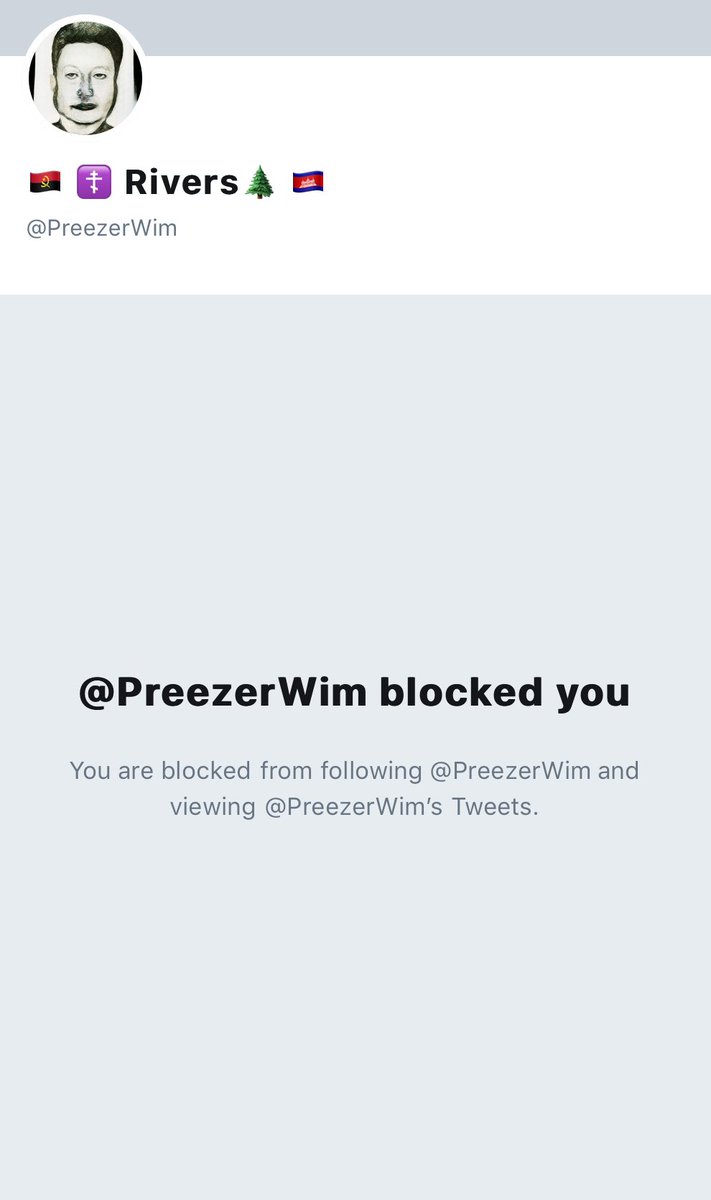 🇦🇴 ☦️ Rivers🌲 🇰🇭
@PreezerWim
@PreezerWim blocked you
You are blocked from following @PreezerWim and
viewing @PreezerWim’s Tweets.